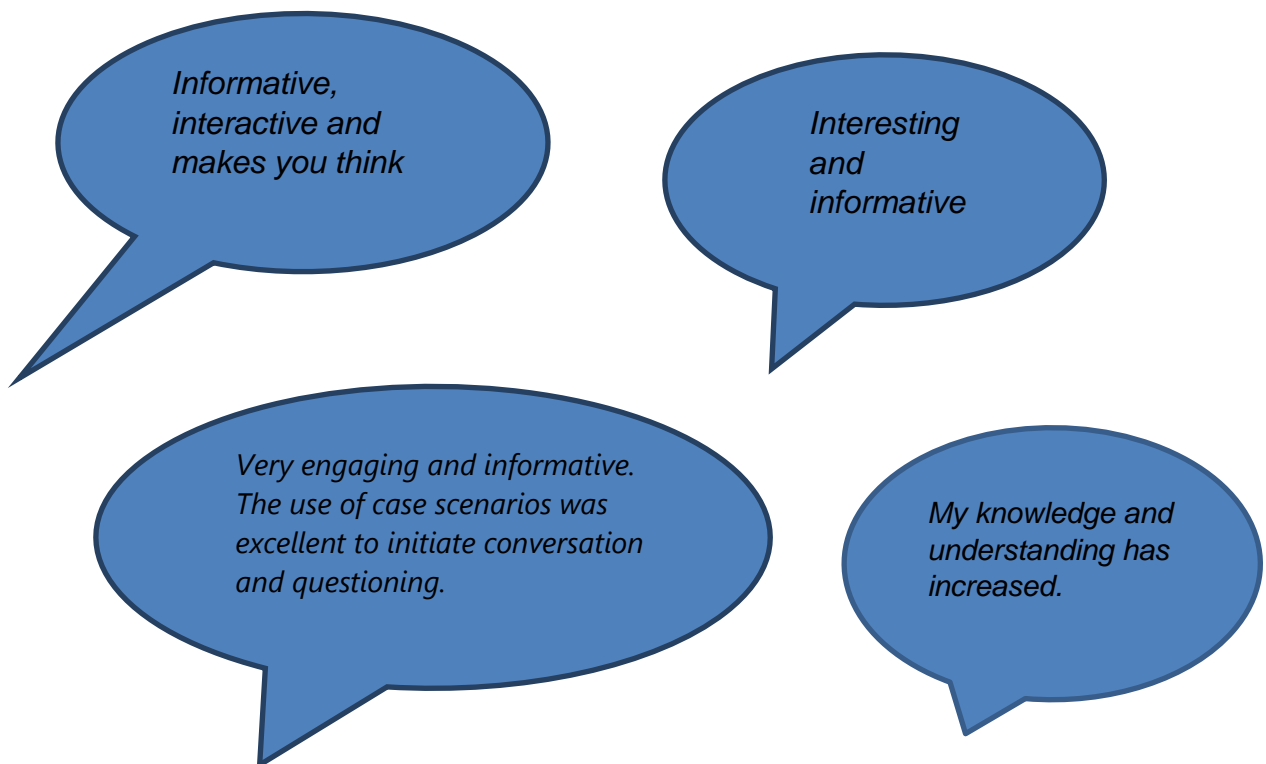 Informative,
interactive and
makes you think
Interesting
and
informative
Very engaging and informative.
The use of case scenarios was
excellent to initiate conversation
and questioning.
My knowledge and
understanding has
increased.